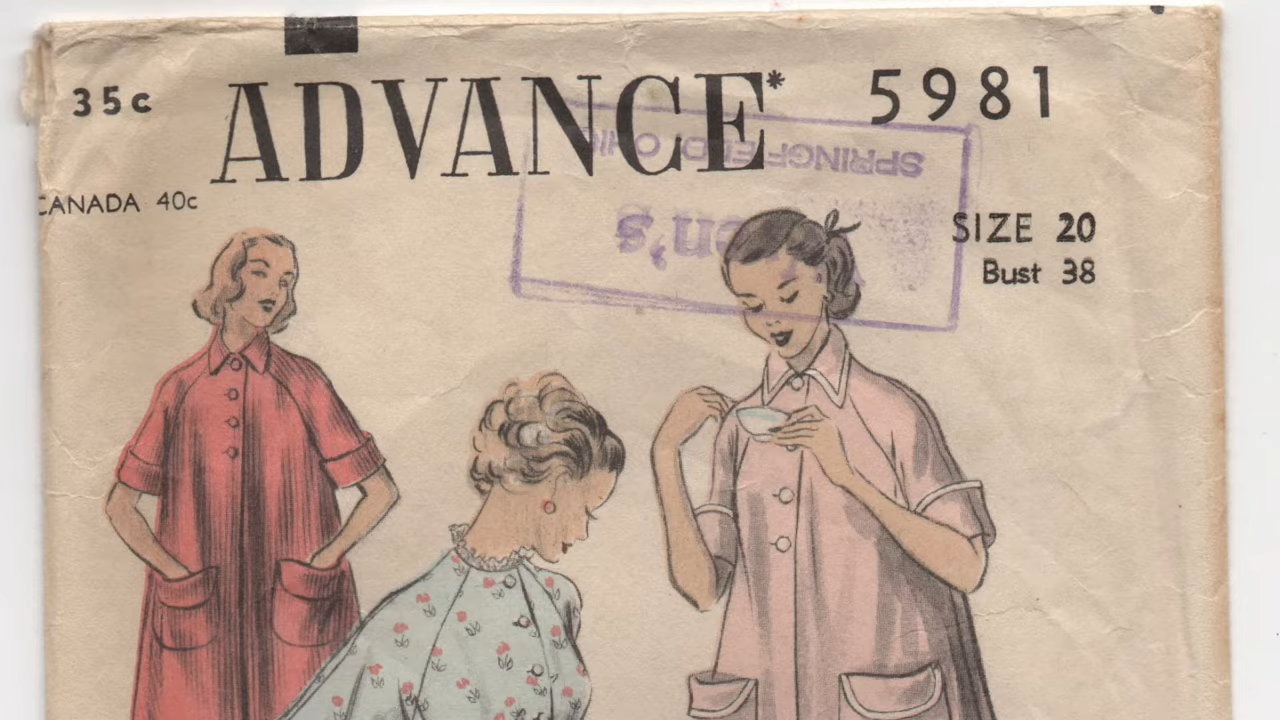 35c
ADVANCE*
5981
CANADA 40c
SPRINGFIELD, OHIO
SIZE 20
Bust 38